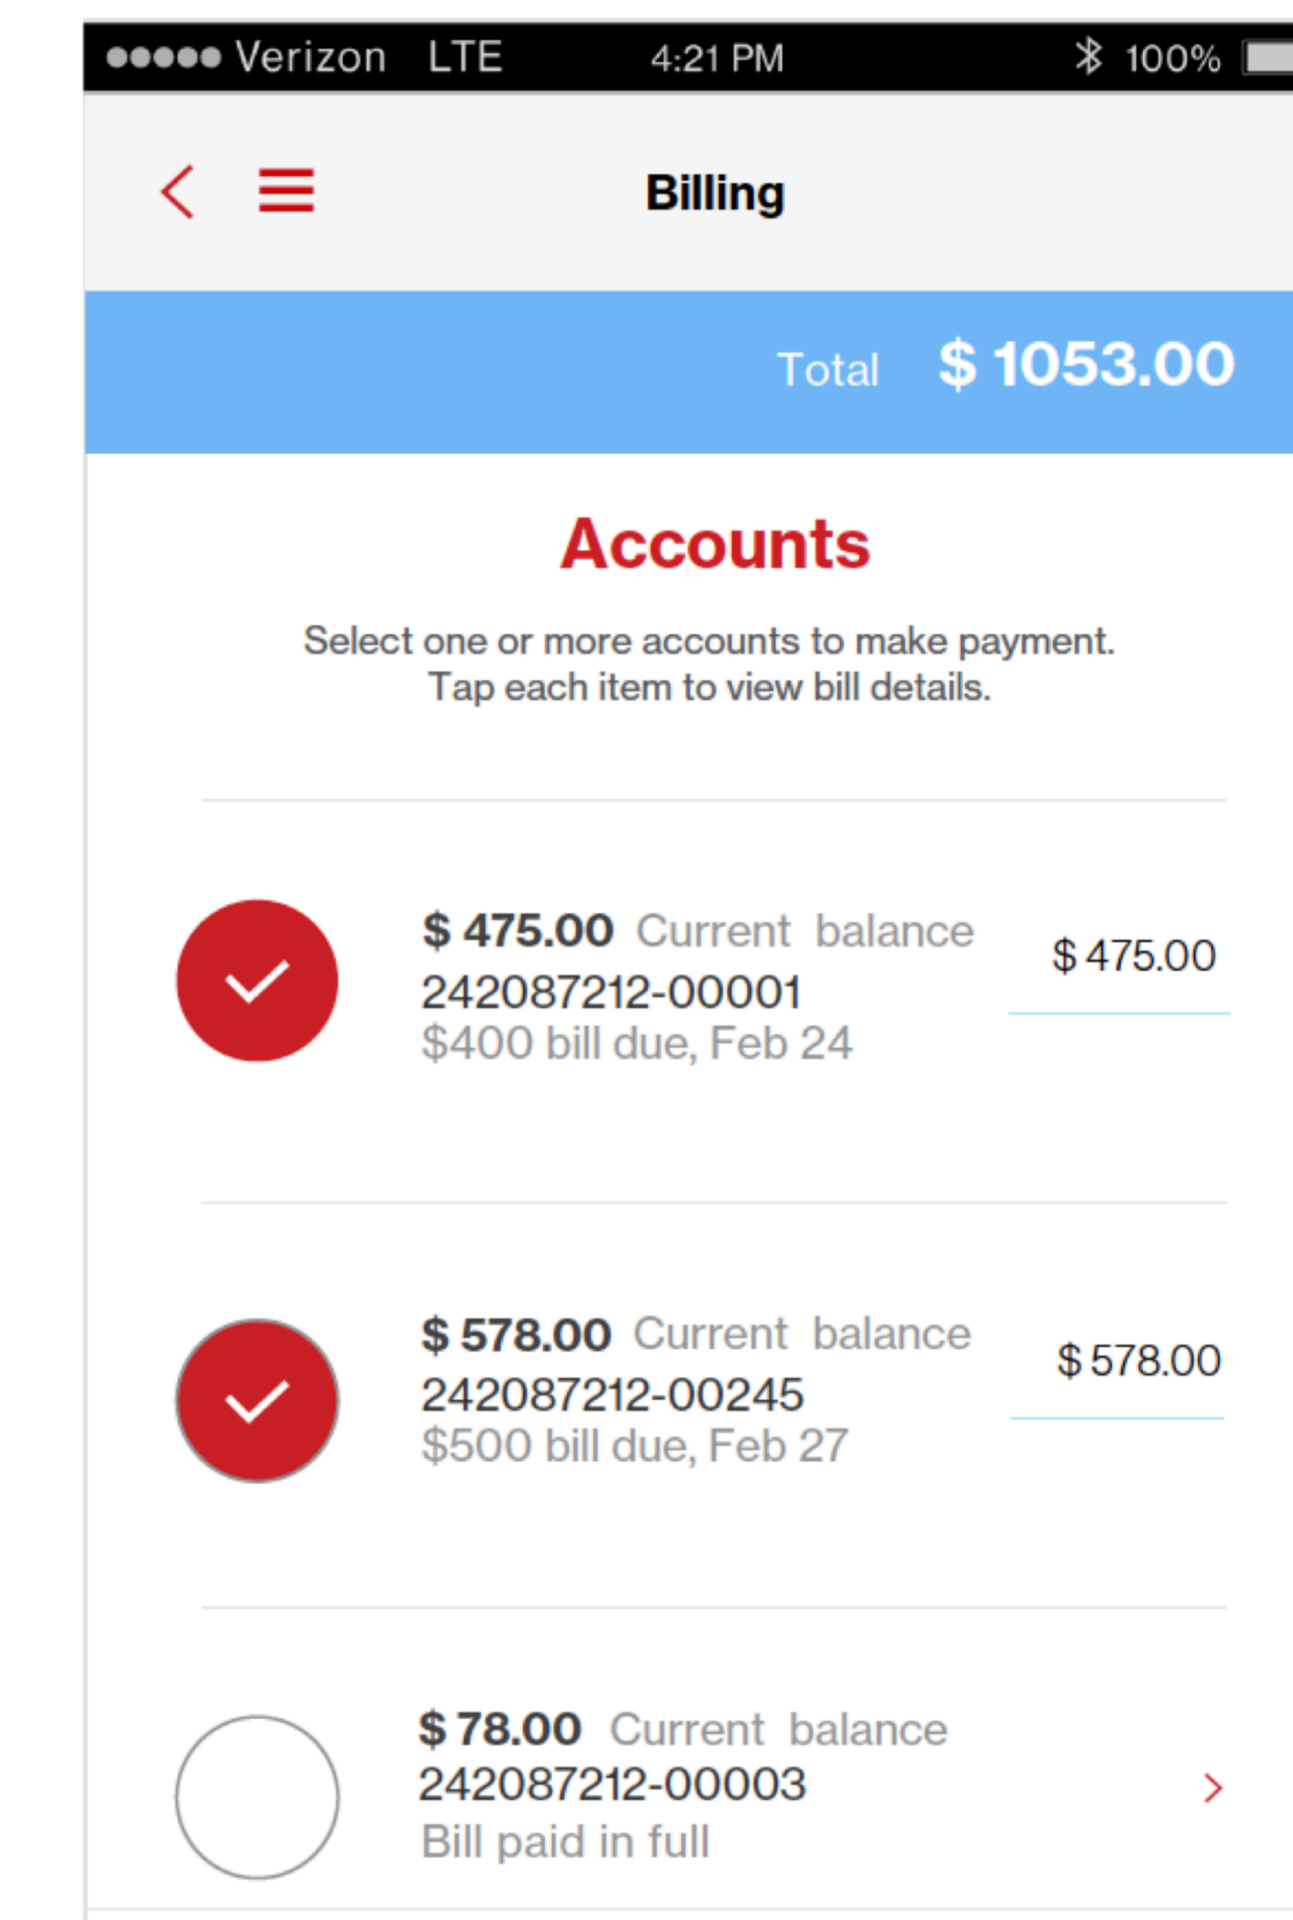 Verizon LTE 4:21 PM 100%
Billing
Total $ 1053.00
Accounts
Select one or more accounts to make payment.
Tap each item to view bill details.
$ 475.00 Current balance
$ 475.00
242087212-00001
$400 bill due, Feb 24
$ 578.00 Current balance
$ 578.00
242087212-00245
$500 bill due, Feb 27
$ 78.00 Current balance
242087212-00003
Bill paid in full